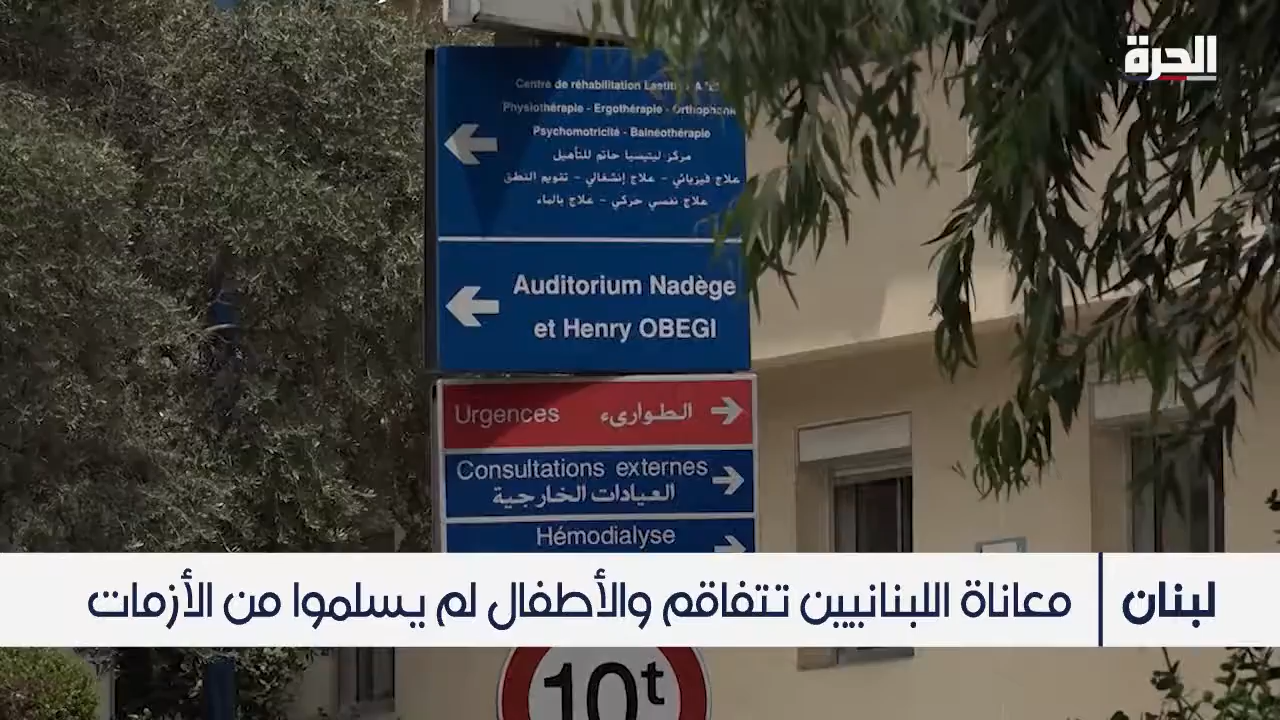 الحرة
Centre de réhabilitation
Physiothérapie - Ergothérapie - Orthophonie
Psychomotricité - Balnéothérapie
مركز ليتيسيا حاتم للتأهيل
علاج فيزيائي - علاج إنشغالي - تقويم النطق
علاج نفسي حركي - علاج بالماء
Auditorium Nadège
et Henry OBEGI
Urgences الطوارىء
Consultations externes
العيادات الخارجية
Hémodialyse
لبنان | معاناة اللبنانيين تتفاقم والأطفال لم يسلموا من الأزمات
10t